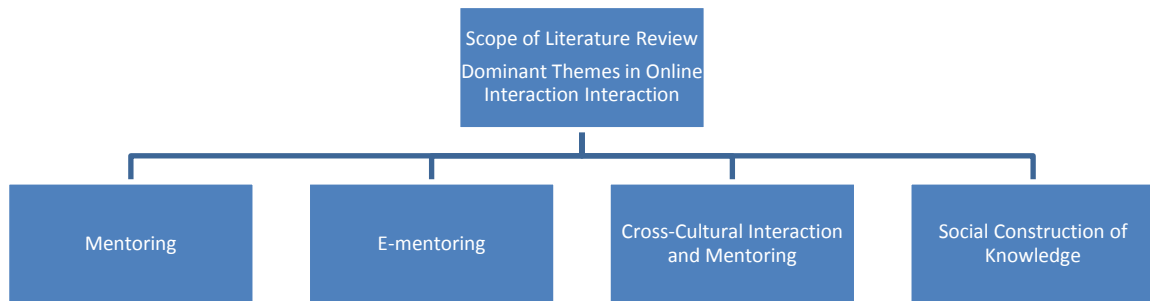 Scope of Literature Review
Dominant Themes in Online
Interaction Interaction
Mentoring
E-mentoring
Cross-Cultural Interaction
and Mentoring
Social Construction of
Knowledge